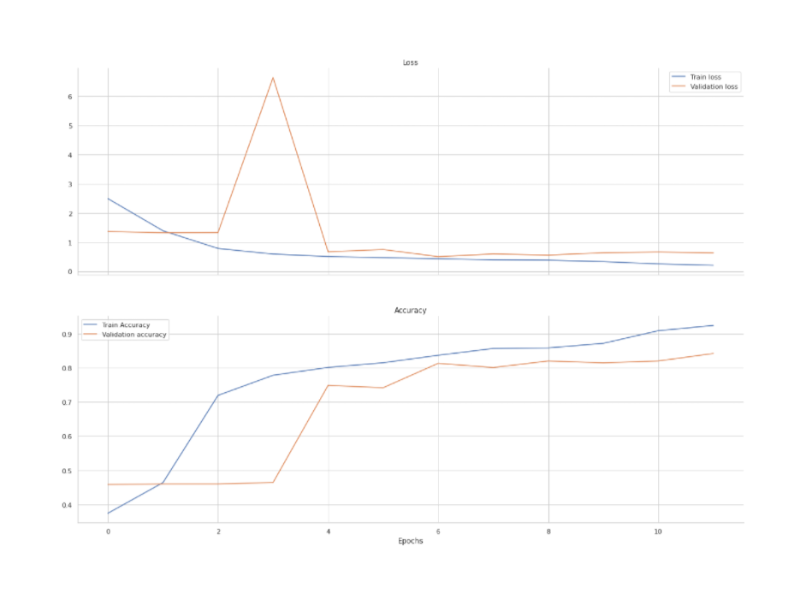 Loss
Train loss
Validation loss
6
5
4
3
2
1
0
Accuracy
Train Accuracy
Validation accuracy
0.9
0.8
0.7
0.6
0.5
0.4
0 2 4 6 8 10
Epochs